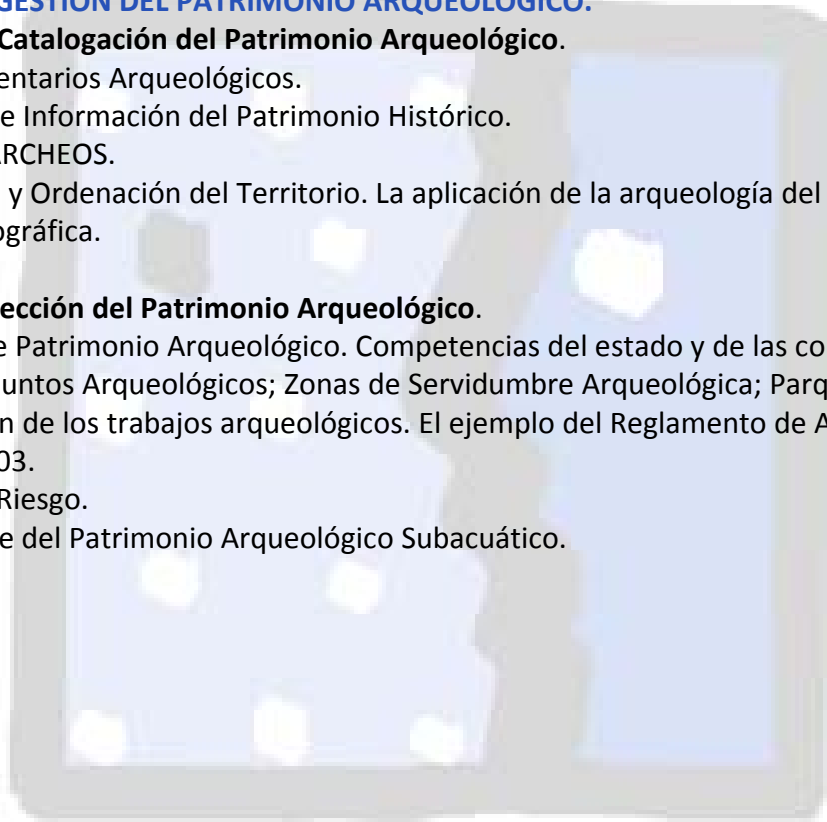 GESTIÓN DEL PATRIMONIO ARQUEOLÓGICO.
Catalogación del Patrimonio Arqueológico.
entarios Arqueológicos.
e Información del Patrimonio Histórico.
ARCHEOS.
y Ordenación del Territorio. La aplicación de la arqueología del
ográfica.
ección del Patrimonio Arqueológico.
e Patrimonio Arqueológico. Competencias del estado y de las co
untos Arqueológicos; Zonas de Servidumbre Arqueológica; Parq
n de los trabajos arqueológicos. El ejemplo del Reglamento de A
03.
Riesgo.
e del Patrimonio Arqueológico Subacuático.